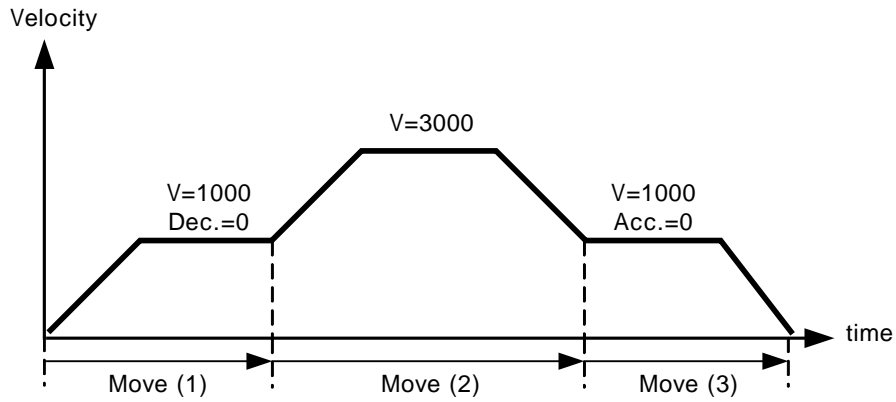 Velocity
V=3000
V=1000
Dec.=0
V=1000
Acc.=0
time
Move (1)
Move (2)
Move (3)